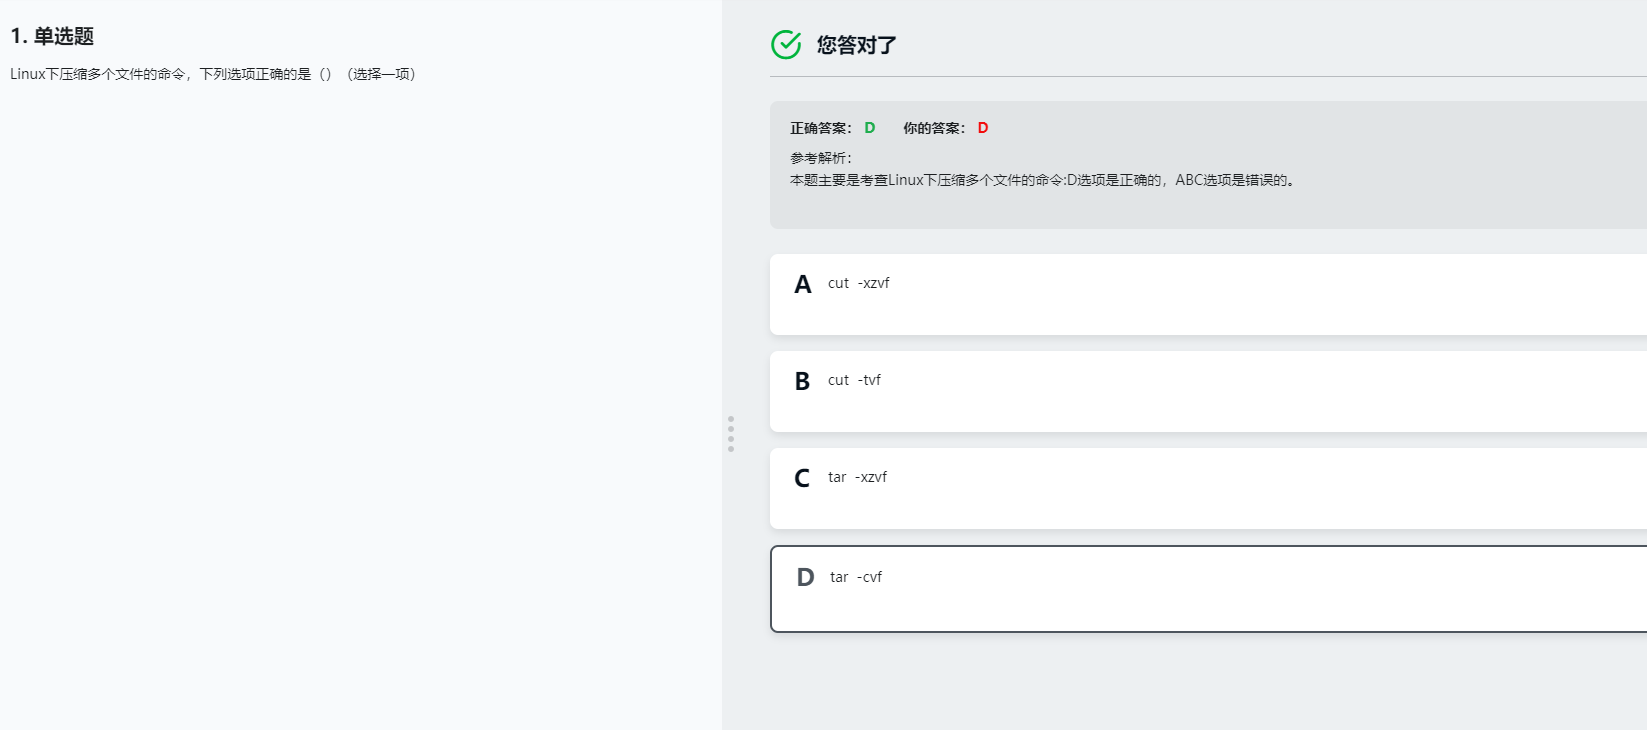 1. 单选题
Linux下压缩多个文件的命令，下列选项正确的是（）（选择一项）
您答对了
正确答案： D 你的答案： D
参考解析：
本题主要是考查Linux下压缩多个文件的命令:D选项是正确的，ABC选项是错误的。
A cut -xzvf
B cut -tvf
C tar -xzvf
D tar -cvf